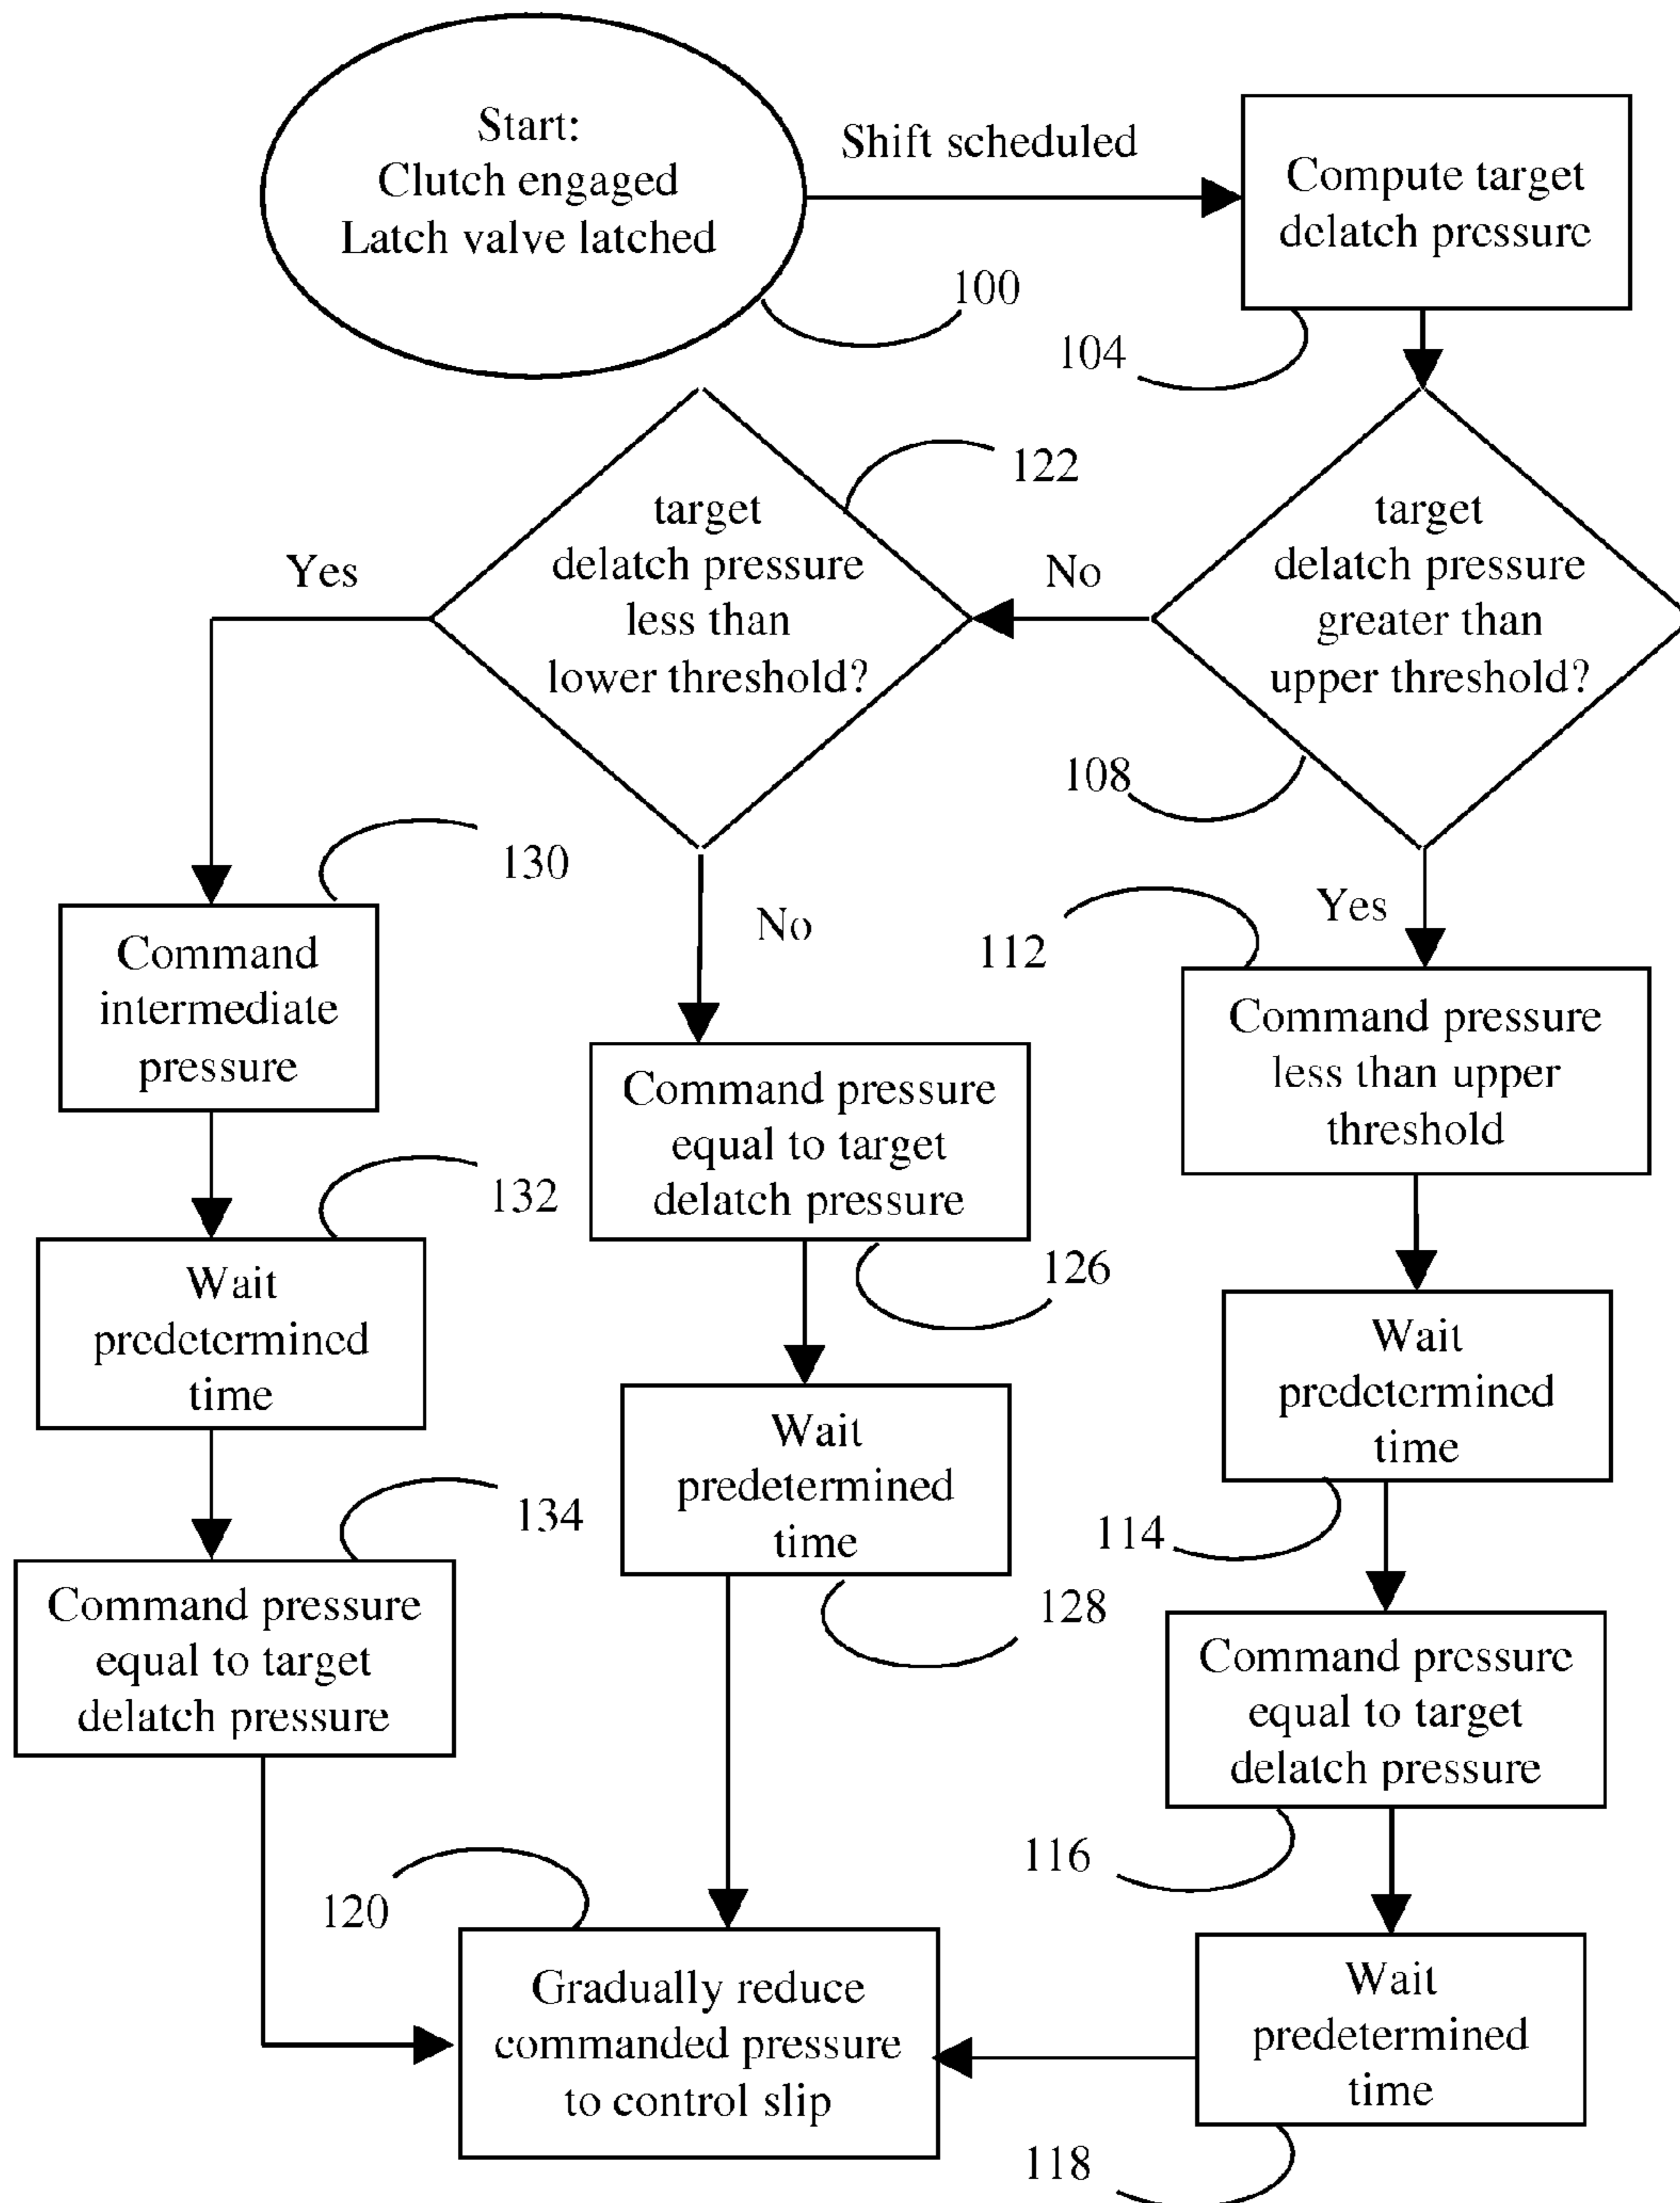 Start:
Clutch engaged
Latch valve latched
Shift scheduled
Compute target
delatch pressure
100
104
target
delatch pressure
greater than
upper threshold?
108
No
122
target
delatch pressure
less than
lower threshold?
Yes
130
Command
intermediate
pressure
132
Wait
predetermined
time
134
Command pressure
equal to target
delatch pressure
No
Command pressure
equal to target
delatch pressure
126
Wait
predetermined
time
128
Yes
112
Command pressure
less than upper
threshold
Wait
predetermined
time
114
Command pressure
equal to target
delatch pressure
116
Wait
predetermined
time
118
120
Gradually reduce
commanded pressure
to control slip